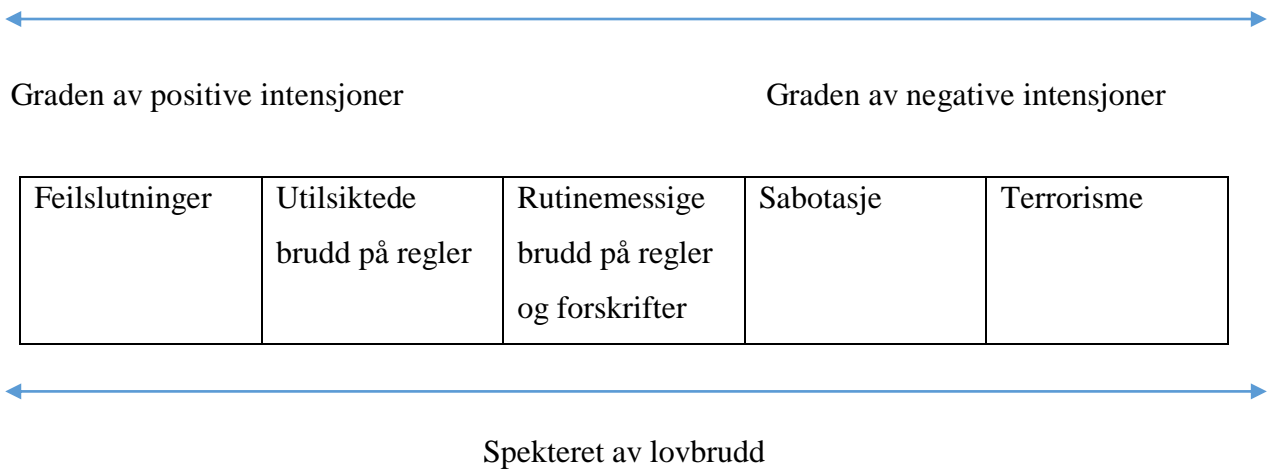 Graden av positive intensjoner
Graden av negative intensjoner
Feilslutninger
Utilsiktede
brudd på regler
Rutinemessige
brudd på regler
og forskrifter
Sabotasje
Terrorisme
Spekteret av lovbrudd